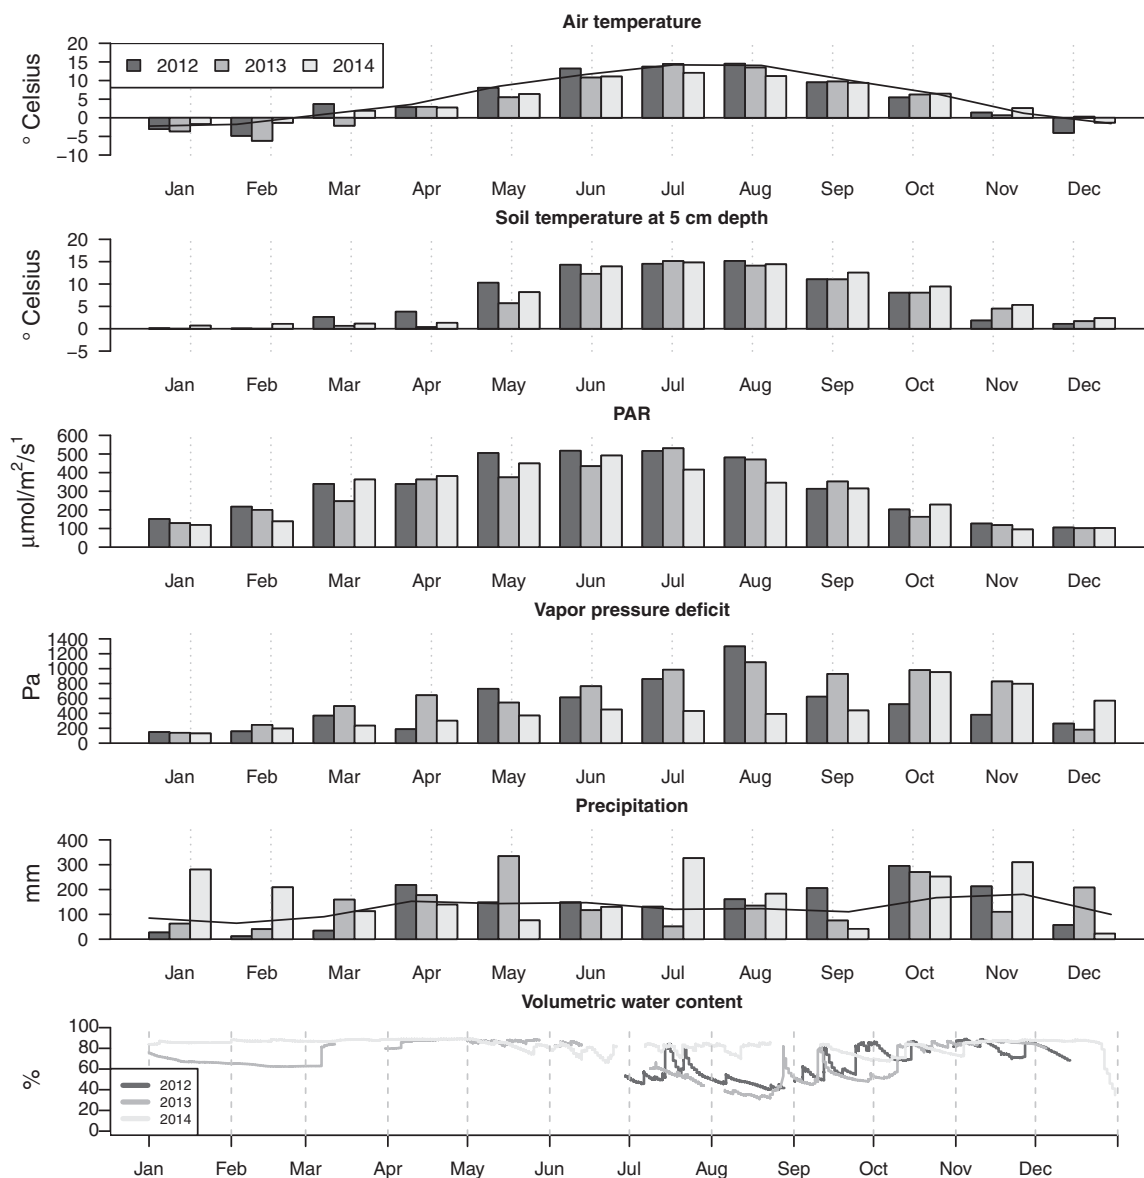 Air temperature
° Celsius
20
15
10
5
0
−5
−10
2012 2013 2014
Jan Feb Mar Apr May Jun Jul Aug Sep Oct Nov Dec
Soil temperature at 5 cm depth
° Celsius
20
15
10
5
0
−5
Jan Feb Mar Apr May Jun Jul Aug Sep Oct Nov Dec
PAR
μmol/m²/s¹
600
500
400
300
200
100
0
Jan Feb Mar Apr May Jun Jul Aug Sep Oct Nov Dec
Vapor pressure deficit
Pa
1400
1000
800
600
400
200
0
Jan Feb Mar Apr May Jun Jul Aug Sep Oct Nov Dec
Precipitation
mm
400
300
200
100
0
Jan Feb Mar Apr May Jun Jul Aug Sep Oct Nov Dec
Volumetric water content
%
100
80
60
40
20
0
2012
2013
2014
Jan Feb Mar Apr May Jun Jul Aug Sep Oct Nov Dec